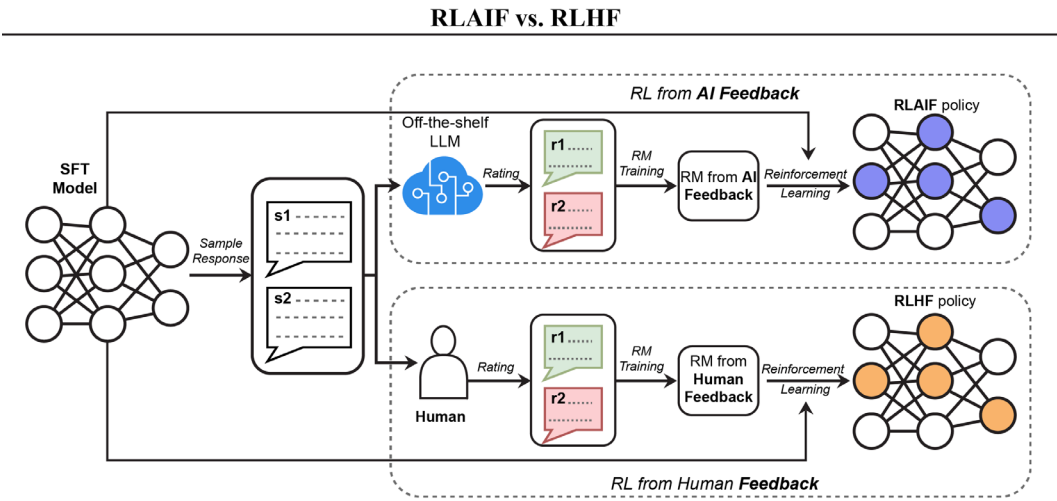 RLAIF vs. RLHF
RL from AI Feedback
RLAIF policy
Off-the-shelf
LLM
SFT
Model
Sample
Response
s1
s2
Rating
r1
r2
RM
Training
RM from AI
Feedback
Reinforcement
Learning
RLHF policy
Human
Rating
r1
r2
RM
Training
RM from
Human
Feedback
Reinforcement
Learning
RL from Human Feedback